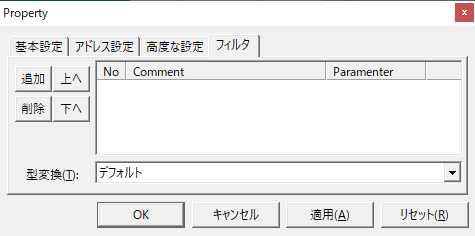 Property
基本設定 アドレス設定 高度な設定 フィルタ
追加 上へ No Comment Paramenter
削除 下へ
型変換(T): デフォルト
OK キャンセル 適用(A) リセット(R)